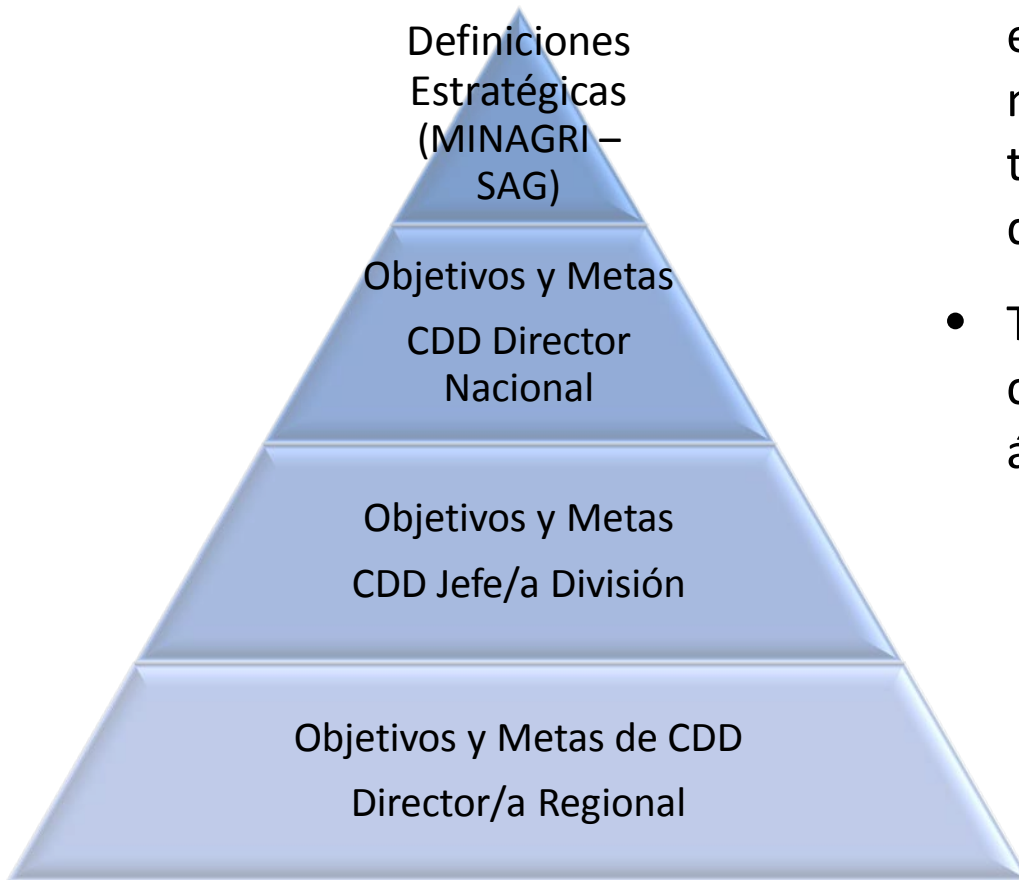 Definiciones
Estratégicas
(MINAGRI –
SAG)
Objetivos y Metas
CDD Director
Nacional
Objetivos y Metas
CDD Jefe/a División
Objetivos y Metas de CDD
Director/a Regional